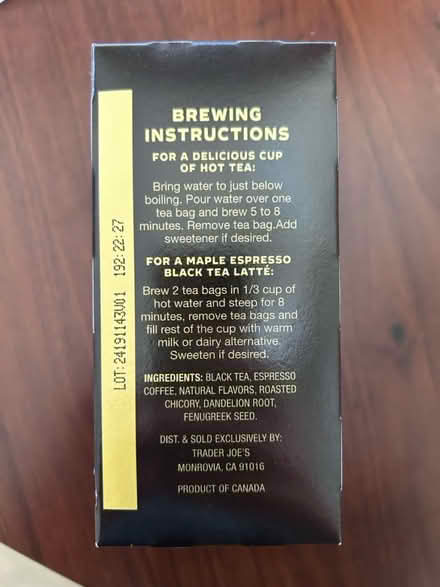 BREWING
INSTRUCTIONS
FOR A DELICIOUS CUP
OF HOT TEA:
Bring water to just below
boiling. Pour water over one
tea bag and brew 5 to 8
minutes. Remove tea bag.Add
sweetener if desired.
FOR A MAPLE ESPRESSO
BLACK TEA LATTÉ:
Brew 2 tea bags in 1/3 cup of
hot water and steep for 8
minutes, remove tea bags and
fill rest of the cup with warm
milk or dairy alternative.
Sweeten if desired.
INGREDIENTS: BLACK TEA, ESPRESSO
COFFEE, NATURAL FLAVORS, ROASTED
CHICORY, DANDELION ROOT,
FENUGREEK SEED.
DIST. & SOLD EXCLUSIVELY BY:
TRADER JOE'S
MONROVIA, CA 91016
PRODUCT OF CANADA
LOT: 24191143V01 192: 22: 27